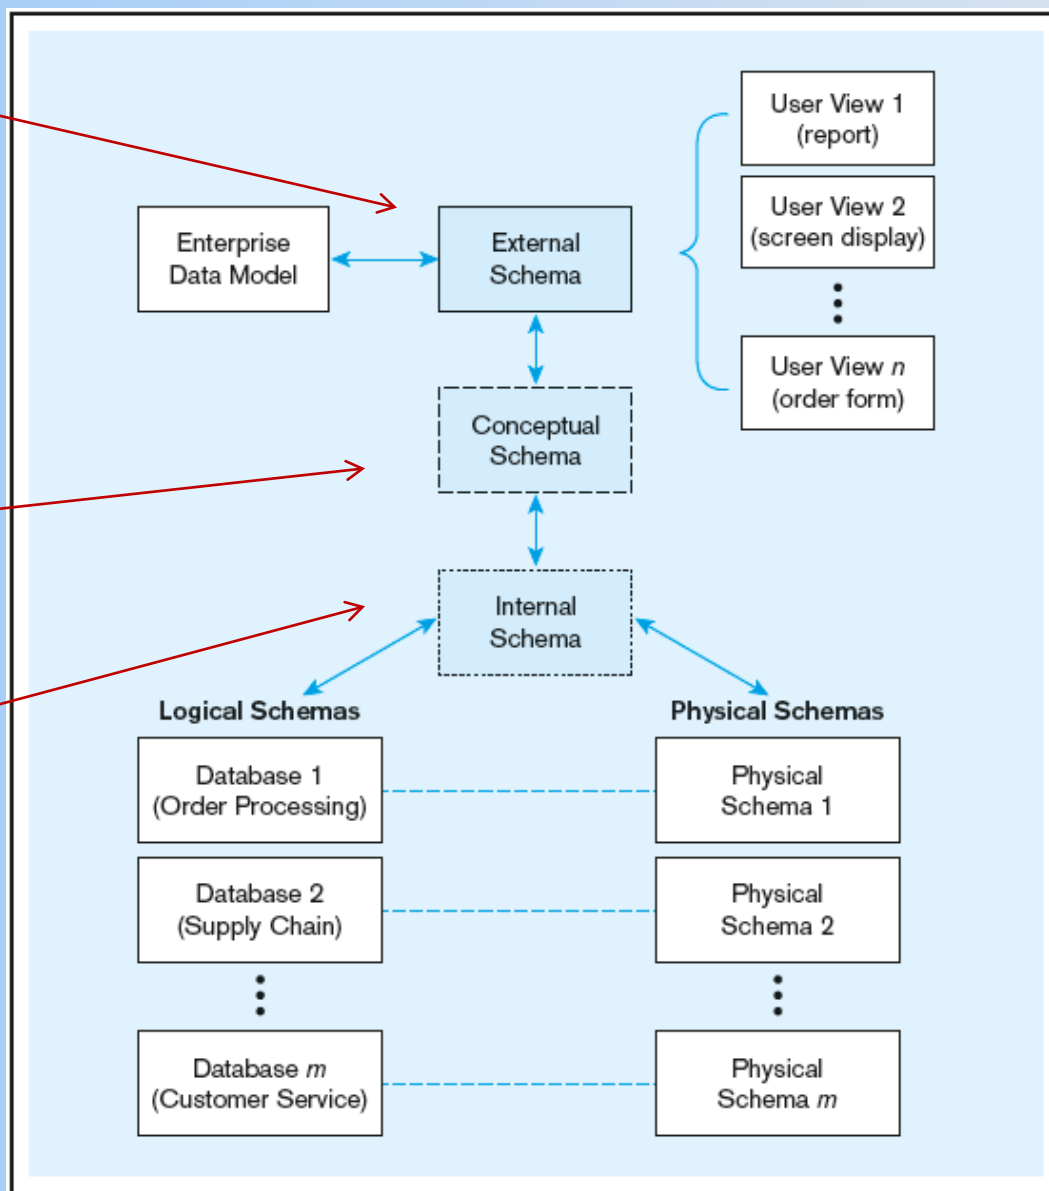 User View 1
(report)
User View 2
(screen display)
Enterprise
Data Model
External
Schema
User View n
(order form)
Conceptual
Schema
Internal
Schema
Logical Schemas
Physical Schemas
Database 1
(Order Processing)
Physical
Schema 1
Database 2
(Supply Chain)
Physical
Schema 2
Database m
(Customer Service)
Physical
Schema m